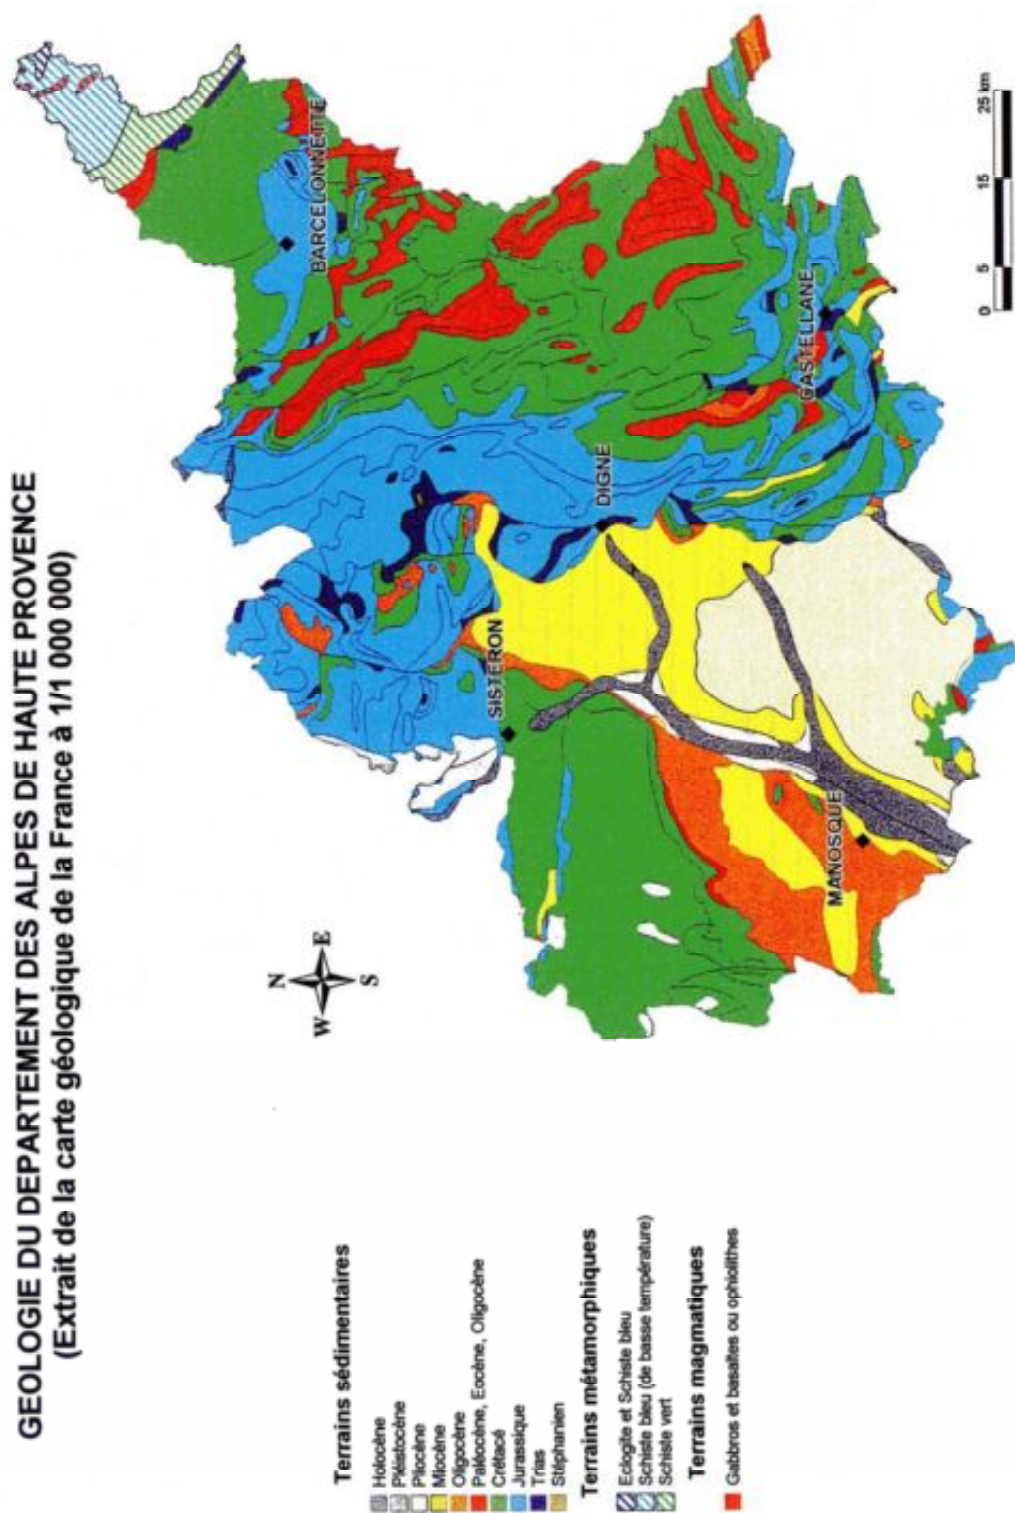 GEOLOGIE DU DEPARTEMENT DES ALPES DE HAUTE PROVENCE
(Extrait de la carte géologique de la France à 1/1 000 000)
N
W
E
S
BARCELONNETTE
SISTERON
DIGNE
CASTELLANE
MANOSQUE
0 5 15 25 km
Terrains sédimentaires
Holocène
Pléistocène
Pliocène
Miocène
Oligocène
Paléocène, Eocène, Oligocène
Crétacé
Jurassique
Trias
Stéphanien
Terrains métamorphiques
Eclogite et Schiste bleu
Schiste bleu (de basse température)
Schiste vert
Terrains magmatiques
Gabbros et basaltes ou ophiolithes